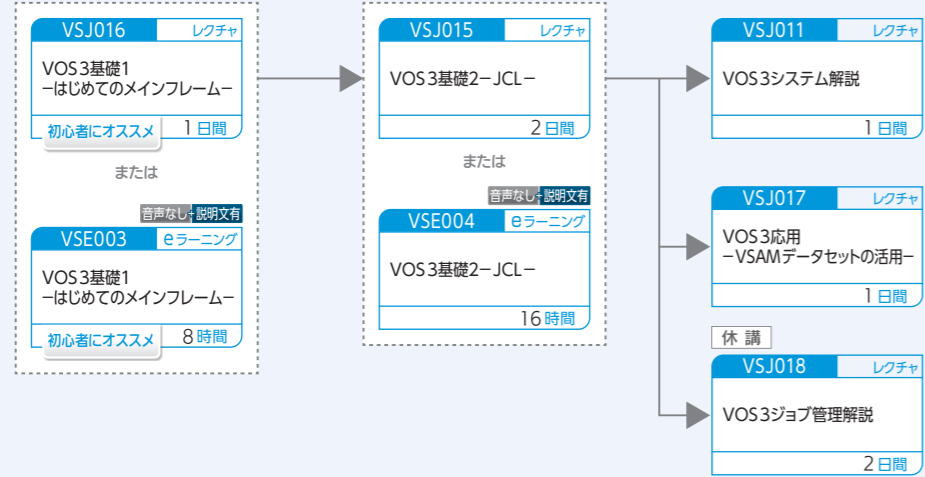 VSJ016 レクチャ
VOS3基礎1
−はじめてのメインフレーム−
初心者にオススメ 1日間
または
音声なし+説明文有
VSE003 eラーニング
VOS3基礎1
−はじめてのメインフレーム−
初心者にオススメ 8時間
VSJ015 レクチャ
VOS3基礎2−JCL−
2日間
または
音声なし+説明文有
VSE004 eラーニング
VOS3基礎2−JCL−
16時間
VSJ011 レクチャ
VOS3システム解説
1日間
VSJ017 レクチャ
VOS3応用
−VSAMデータセットの活用−
1日間
休 講
VSJ018 レクチャ
VOS3ジョブ管理解説
2日間